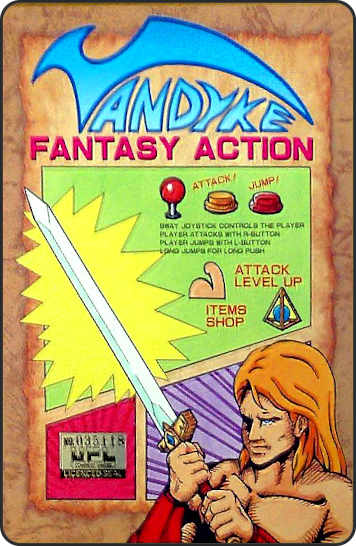 VANDYKE
FANTASY ACTION
ATTACK!
JUMP!
8WAY JOYSTICK CONTROLS THE PLAYER
PLAYER ATTACKS WITH R-BUTTON
PLAYER JUMPS WITH L-BUTTON
LONG JUMPS FOR LONG PUSH
ATTACK
LEVEL UP
ITEMS
SHOP
NO. 035118
UPL
LICENCED SEAL